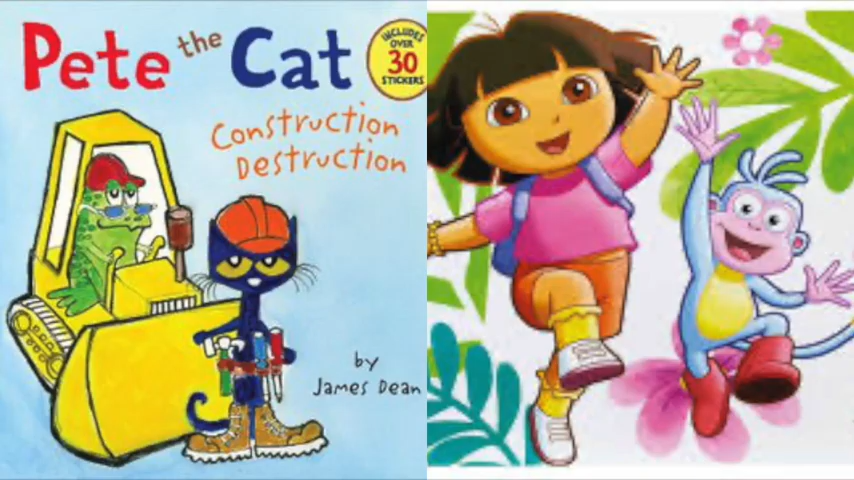 Pete the Cat
INCLUDES
OVER
30
STICKERS
Construction
Destruction
by
James Dean